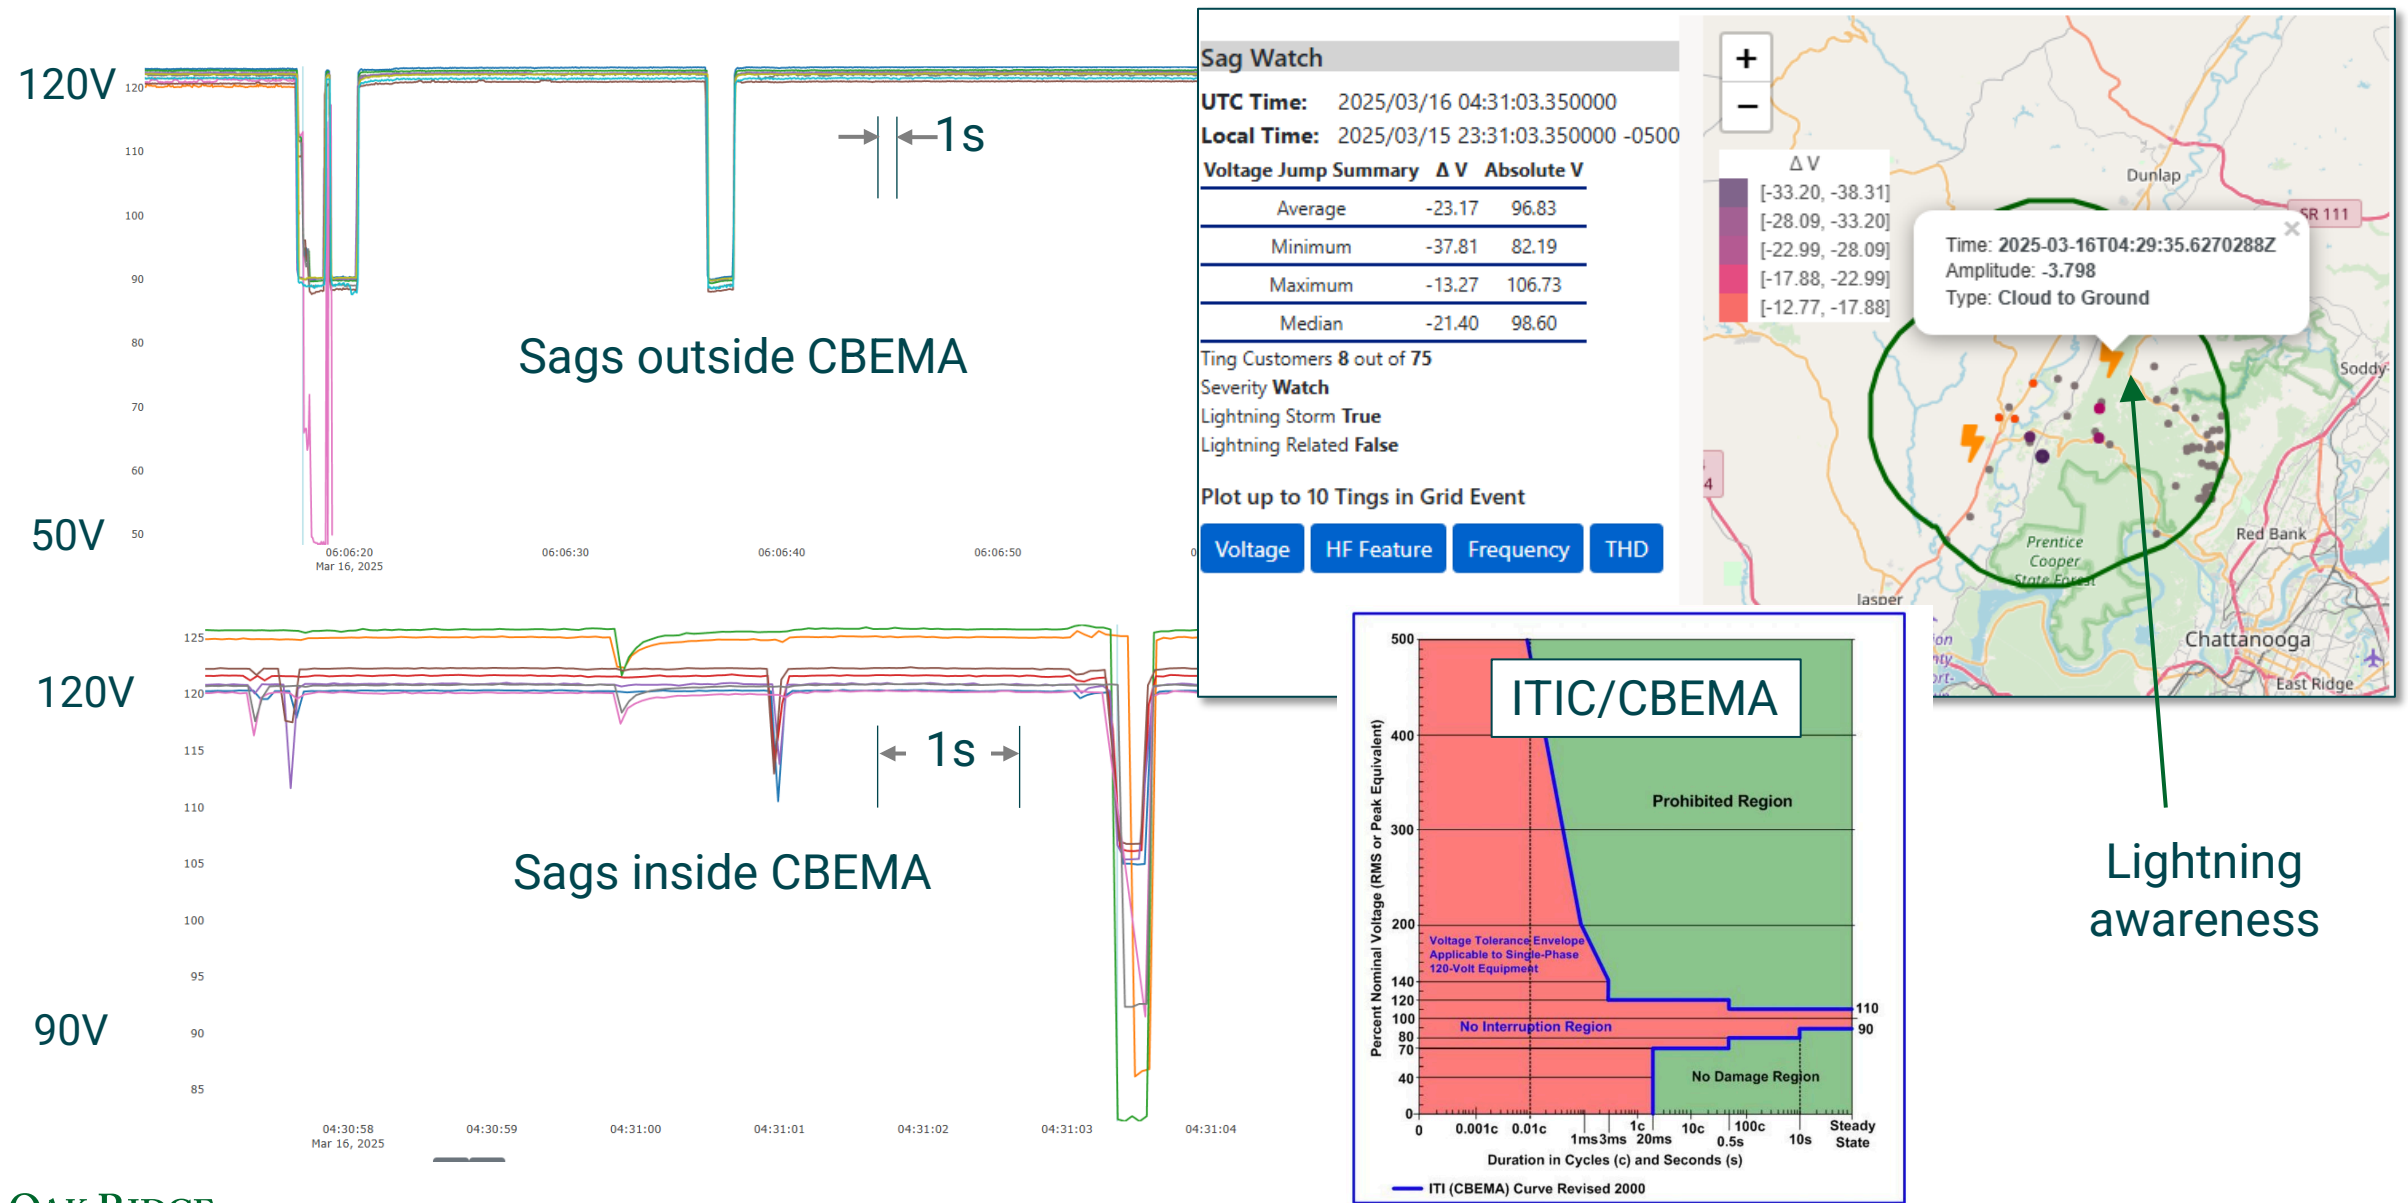 120V
120
110
100
90
80
70
60
50
50V
1s
Sags outside CBEMA
06:06:20
Mar 16, 2025
06:06:30
06:06:40
06:06:50
0
125
120
115
110
105
100
95
90
85
120V
90V
1s
Sags inside CBEMA
04:30:58
Mar 16, 2025
04:30:59
04:31:00
04:31:01
04:31:02
04:31:03
04:31:04
Sag Watch
UTC Time: 2025/03/16 04:31:03.350000
Local Time: 2025/03/15 23:31:03.350000 -0500
Voltage Jump Summary Δ V Absolute V
Average -23.17 96.83
Minimum -37.81 82.19
Maximum -13.27 106.73
Median -21.40 98.60
Ting Customers 8 out of 75
Severity Watch
Lightning Storm True
Lightning Related False
Plot up to 10 Tings in Grid Event
Voltage HF Feature Frequency THD
+
−
Δ V
[-33.20, -38.31]
[-28.09, -33.20]
[-22.99, -28.09]
[-17.88, -22.99]
[-12.77, -17.88]
Dunlap
SR 111
×
Time: 2025-03-16T04:29:35.6270288Z
Amplitude: -3.798
Type: Cloud to Ground
Soddy-
4
Prentice
Cooper
State Forest
Red Bank
Jasper
Chattanooga
East Ridge
on
nty
ort-
Lightning
awareness
ITIC/CBEMA
Percent Nominal Voltage (RMS or Peak Equivalent)
500
400
300
200
140
120
100
80
70
40
0
Prohibited Region
Voltage Tolerance Envelope
Applicable to Single-Phase
120-Volt Equipment
No Interruption Region
No Damage Region
110
90
0 0.001c 0.01c 1c 10c 100c Steady
1ms 3ms 20ms 0.5s 10s State
Duration in Cycles (c) and Seconds (s)
ITI (CBEMA) Curve Revised 2000
OAK RIDGE